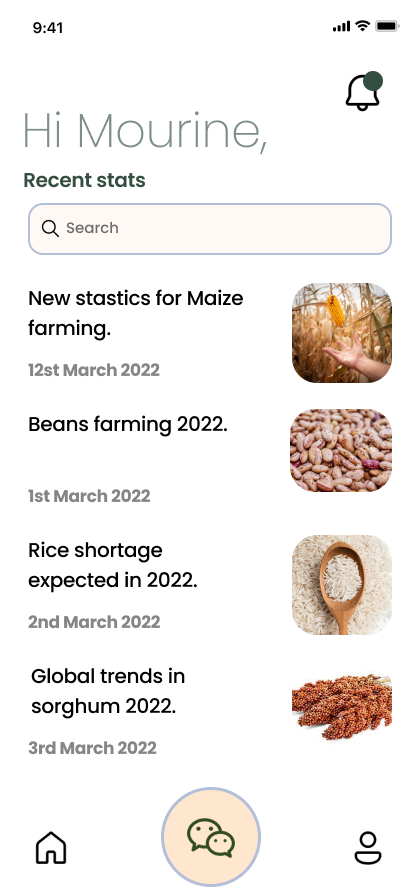 9:41
Hi Mourine,
Recent stats
Search
New stastics for Maize
farming.
12st March 2022
Beans farming 2022.
1st March 2022
Rice shortage
expected in 2022.
2nd March 2022
Global trends in
sorghum 2022.
3rd March 2022